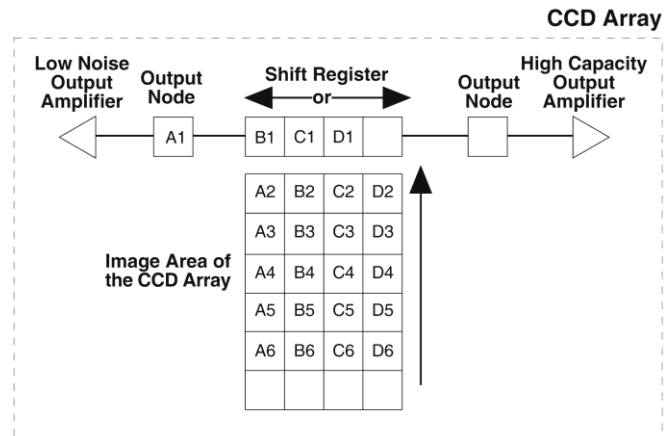 CCD Array
Low Noise
Output
Amplifier
Output
Node
Shift Register
or
Output
Node
High Capacity
Output
Amplifier
A1
B1 C1 D1
A2 B2 C2 D2
A3 B3 C3 D3
Image Area of
the CCD Array
A4 B4 C4 D4
A5 B5 C5 D5
A6 B6 C6 D6